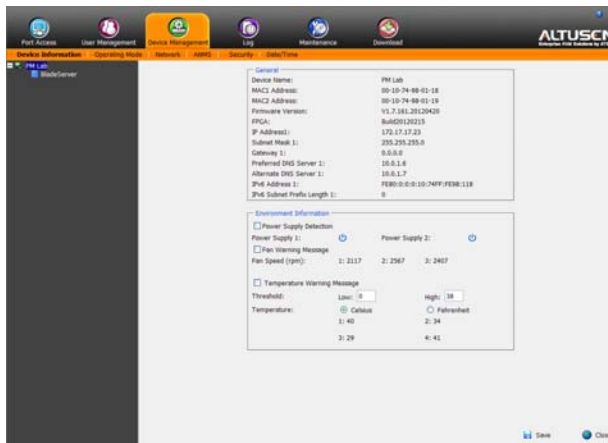 ALTUSCN
Port Access User Management Device Management Log Maintenance Download
Device Information Operating Mode Network ANMS Security Date/Time
PM Lab
BladeServer
General
Device Name: PM Lab
MAC1 Address: 00-10-74-98-01-18
MAC2 Address: 00-10-74-98-01-19
Firmware Version: V1.7.161.20120420
FPGA: Build20120215
IP Address1: 172.17.17.23
Subnet Mask 1: 255.255.255.0
Gateway 1: 0.0.0.0
Preferred DNS Server 1: 10.0.1.6
Alternate DNS Server 1: 10.0.1.7
IPv6 Address 1: FE80:0:0:0:10:74FF:FE98:118
IPv6 Subnet Prefix Length 1: 0
Environment Information
Power Supply Detection
Power Supply 1: Power Supply 2:
Fan Warning Message
Fan Speed (rpm): 1: 2117 2: 2567 3: 2407
Temperature Warning Message
Threshold: Low: 0 High: 38
Temperature: Celsius Fahrenheit
1: 40 2: 34
3: 29 4: 41
Save Clos